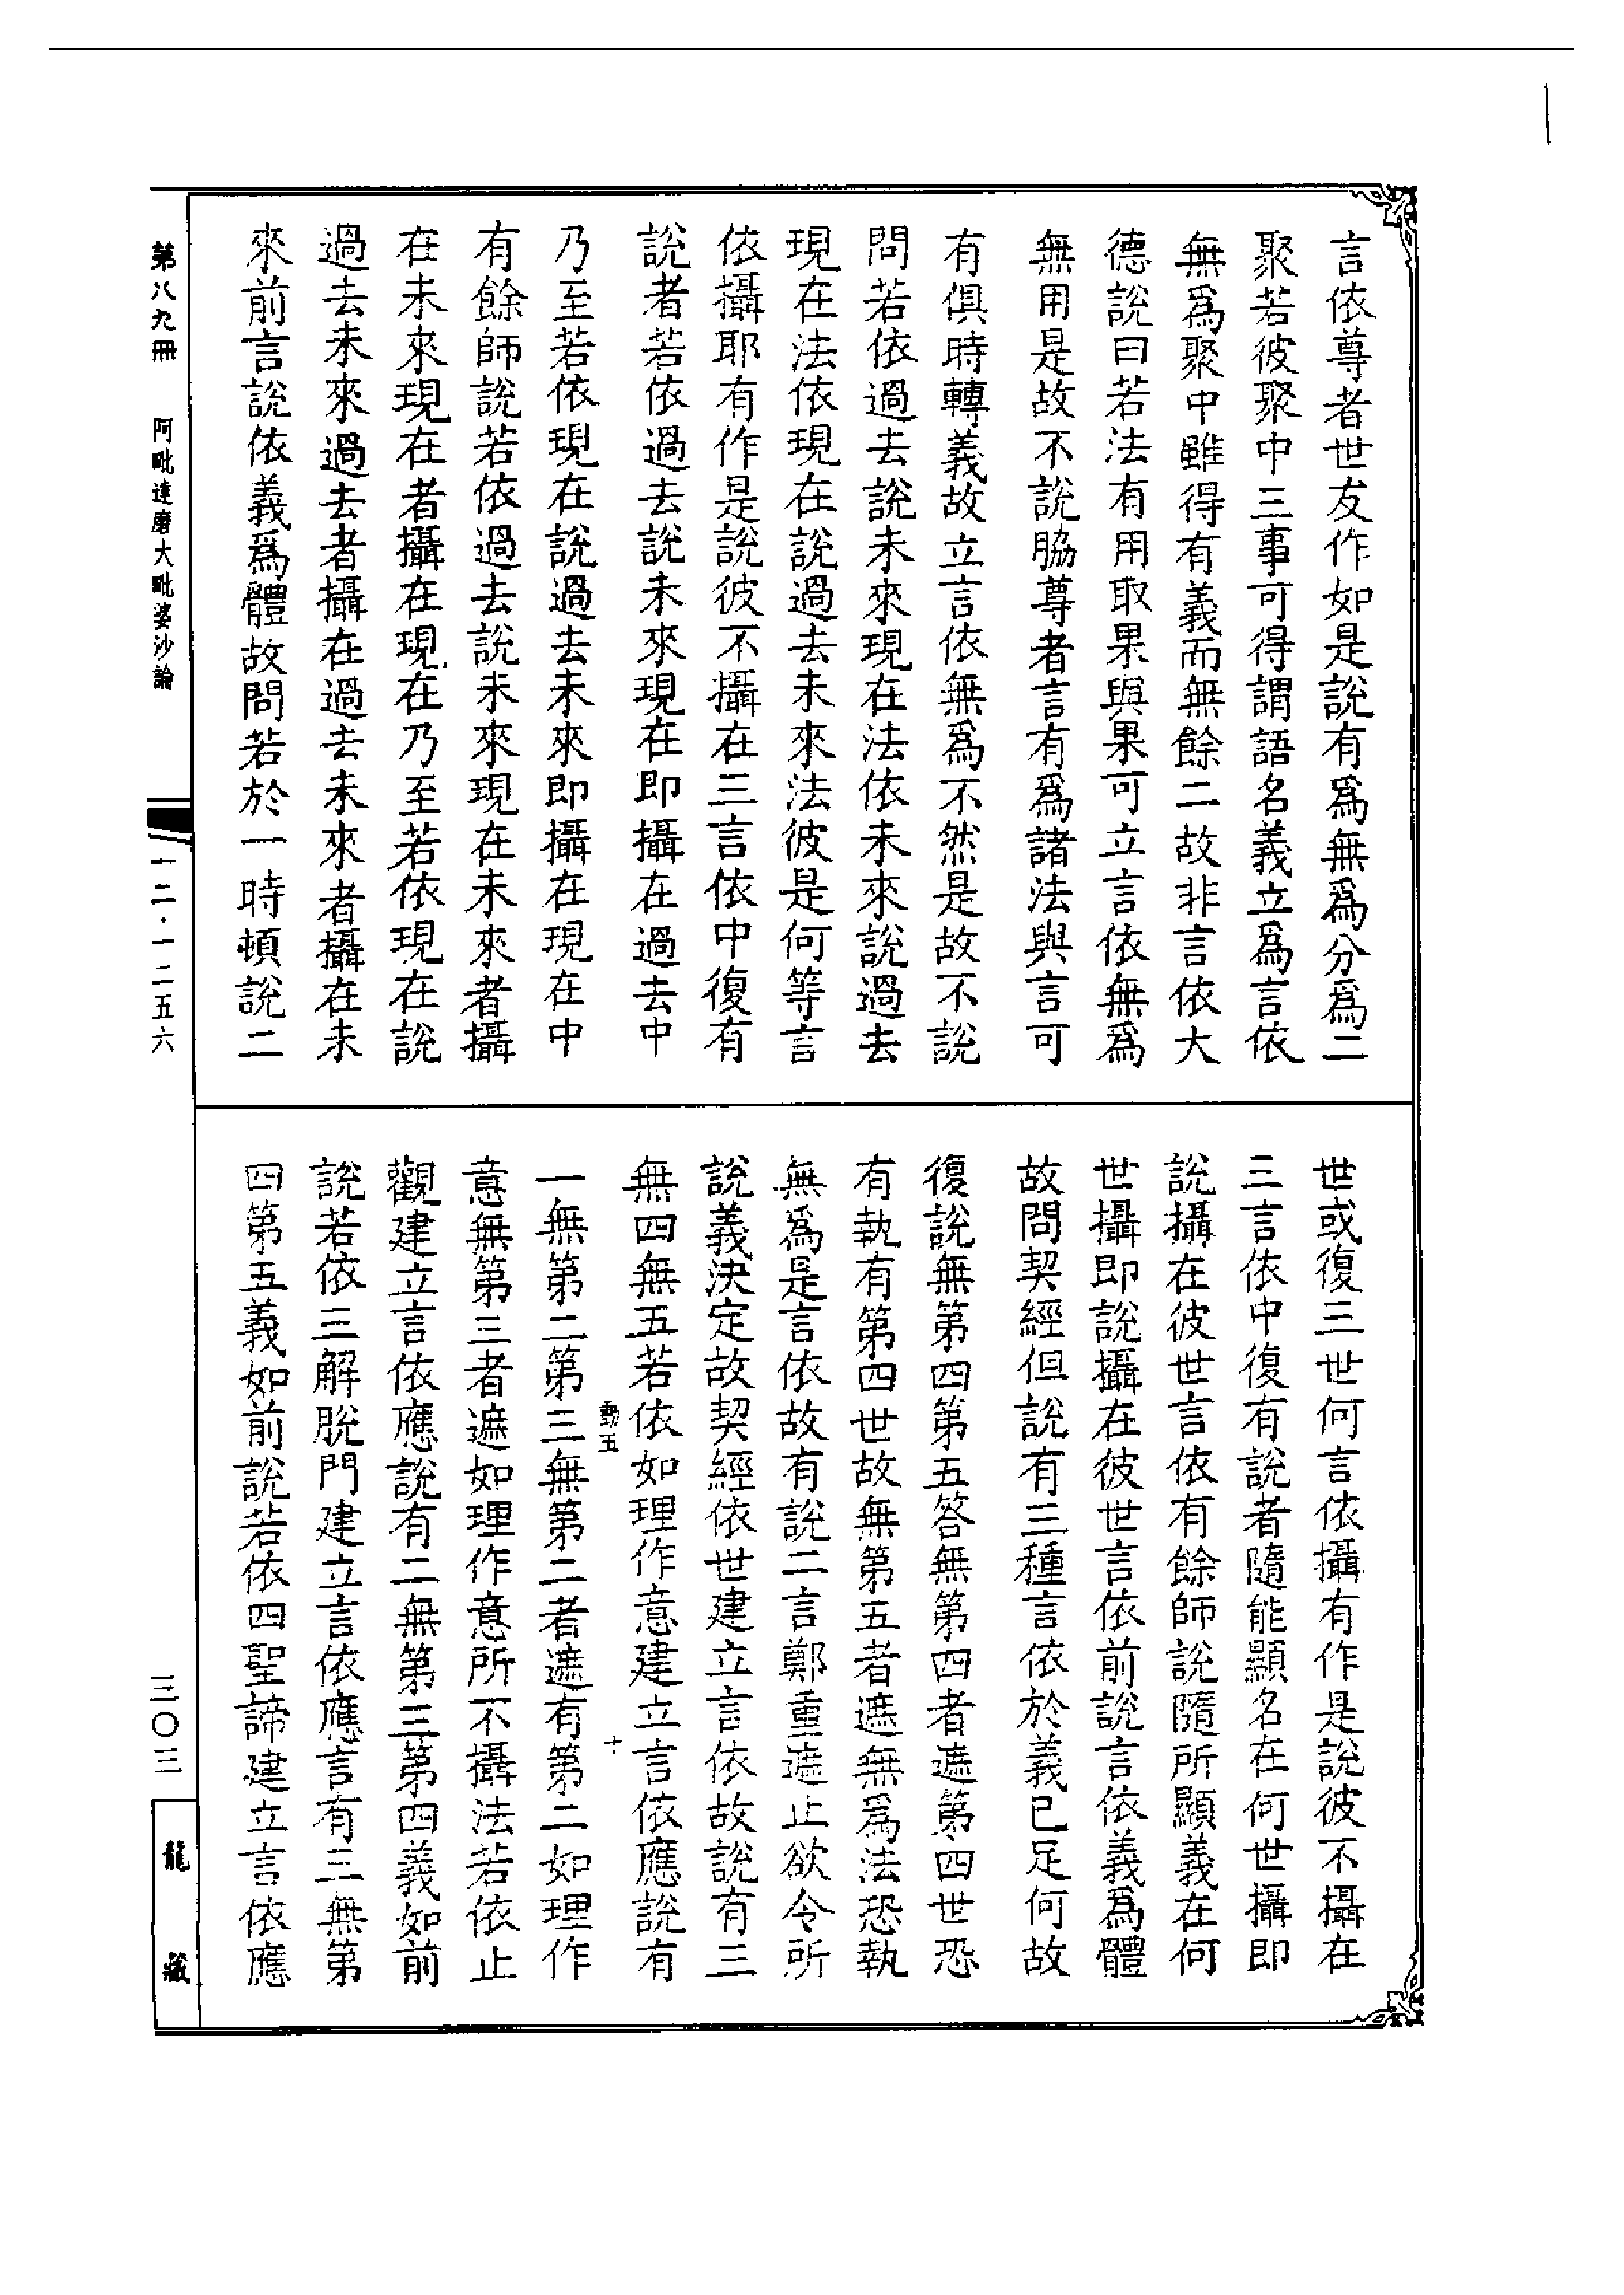 言依尊者世友作如是說有爲無爲分爲二
聚若彼聚中三事可得謂語名義立爲言依
無爲聚中雖得有義而無餘二故非言依大
德說曰若法有用取果與果可立言依無爲
無用是故不說脇尊者言有爲諸法與言可
有俱時轉義故立言依無爲不然是故不說
問若依過去說未來現在法依未來說過去
現在法依現在說過去未來法彼是何等言
依攝耶有作是說彼不攝在三言依中復有
說者若依過去說未來現在即攝在過去中
乃至若依現在說過去未來即攝在現在中
有餘師說若依過去說未來現在未來者攝
在未來現在者攝在現在乃至若依現在說
過去未來過去者攝在過去未來者攝在未
來前言說依義爲體故問若於一時頓說二
世或復三世何言依攝有作是說彼不攝在
三言依中復有說者隨能顯名在何世攝即
說攝在彼世言依有餘師說隨所顯義在何
世攝即說攝在彼世言依前說言依義爲體
故問契經但說有三種言依於義已足何故
復說無第四第五答無第四者遮第四世恐
有執有第四世故無第五者遮無爲法恐執
無爲是言依故有說二言鄭重遮止欲令所
說義決定故契經依世建立言依故說有三
無四無五若依如理作意建立言依應說有
動五
十
一無第二第三無第二者遮有第二如理作
意無第三者遮如理作意所不攝法若依止
觀建立言依應說有二無第三第四義如前
說若依三解脫門建立言依應言有三無第
四第五義如前說若依四聖諦建立言依應
第八九冊
阿毗達磨大毗婆沙論
一二·一二五六
三〇三
龍藏